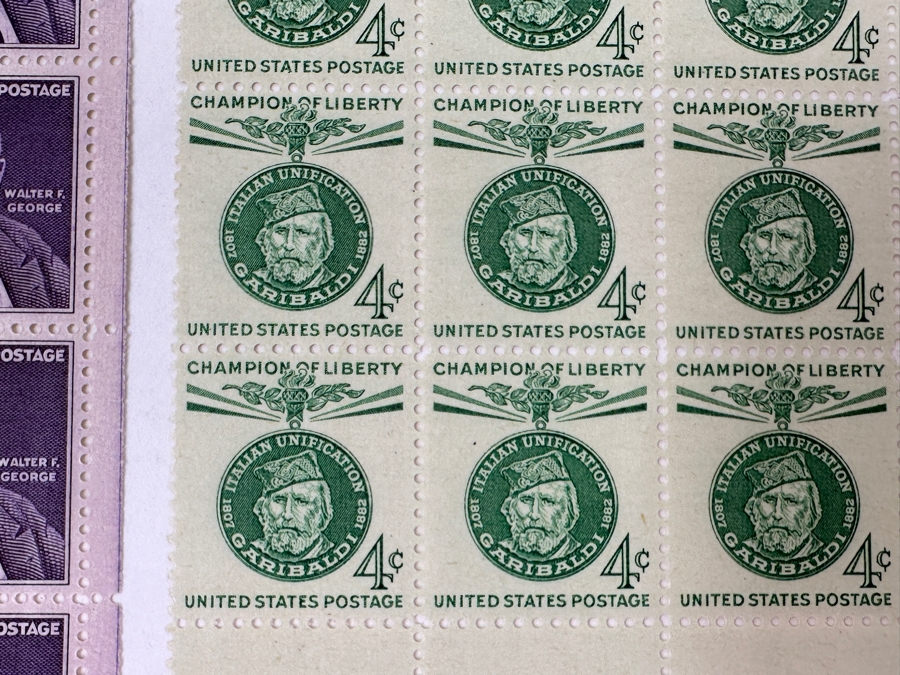 POSTAGE
WALTER F.
GEORGE
POSTAGE
WALTER F.
GEORGE
POSTAGE
GARIBALDI 4¢
UNITED STATES POSTAGE
GARIBALDI 4¢
UNITED STATES POSTAGE
GARIBALDI 4¢
UNITED STATES POSTAGE
CHAMPION OF LIBERTY
ITALIAN UNIFICATION
1807 GARIBALDI 1882
4¢
UNITED STATES POSTAGE
CHAMPION OF LIBERTY
ITALIAN UNIFICATION
1807 GARIBALDI 1882
4¢
UNITED STATES POSTAGE
CHAMPION OF LIBERTY
ITALIAN UNIFICATION
1807 GARIBALDI 1882
4¢
UNITED STATES POSTAGE
CHAMPION OF LIBERTY
ITALIAN UNIFICATION
1807 GARIBALDI 1882
4¢
UNITED STATES POSTAGE
CHAMPION OF LIBERTY
ITALIAN UNIFICATION
1807 GARIBALDI 1882
4¢
UNITED STATES POSTAGE
CHAMPION OF LIBERTY
ITALIAN UNIFICATION
1807 GARIBALDI 1882
4¢
UNITED STATES POSTAGE